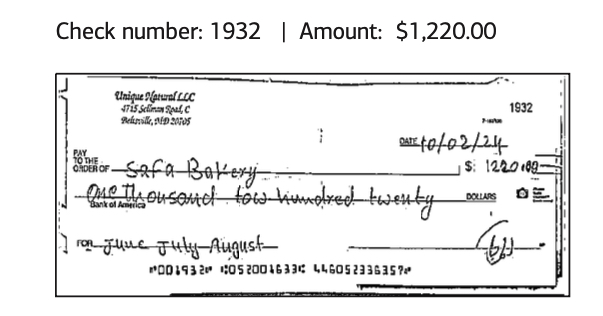 Check number: 1932 | Amount: $1,220.00
Unique Natural LLC
4715 Sellman Road, C
Beltsville, MD 20705
1932
DATE 10/02/24
PAY TO THE ORDER OF Safa Bakery $ 1220.00
One Thousand tow hundred twenty DOLLARS
Bank of America
FOR June July August
⑈001932⑈ ⑆052001633⑆ 446052336357⑈